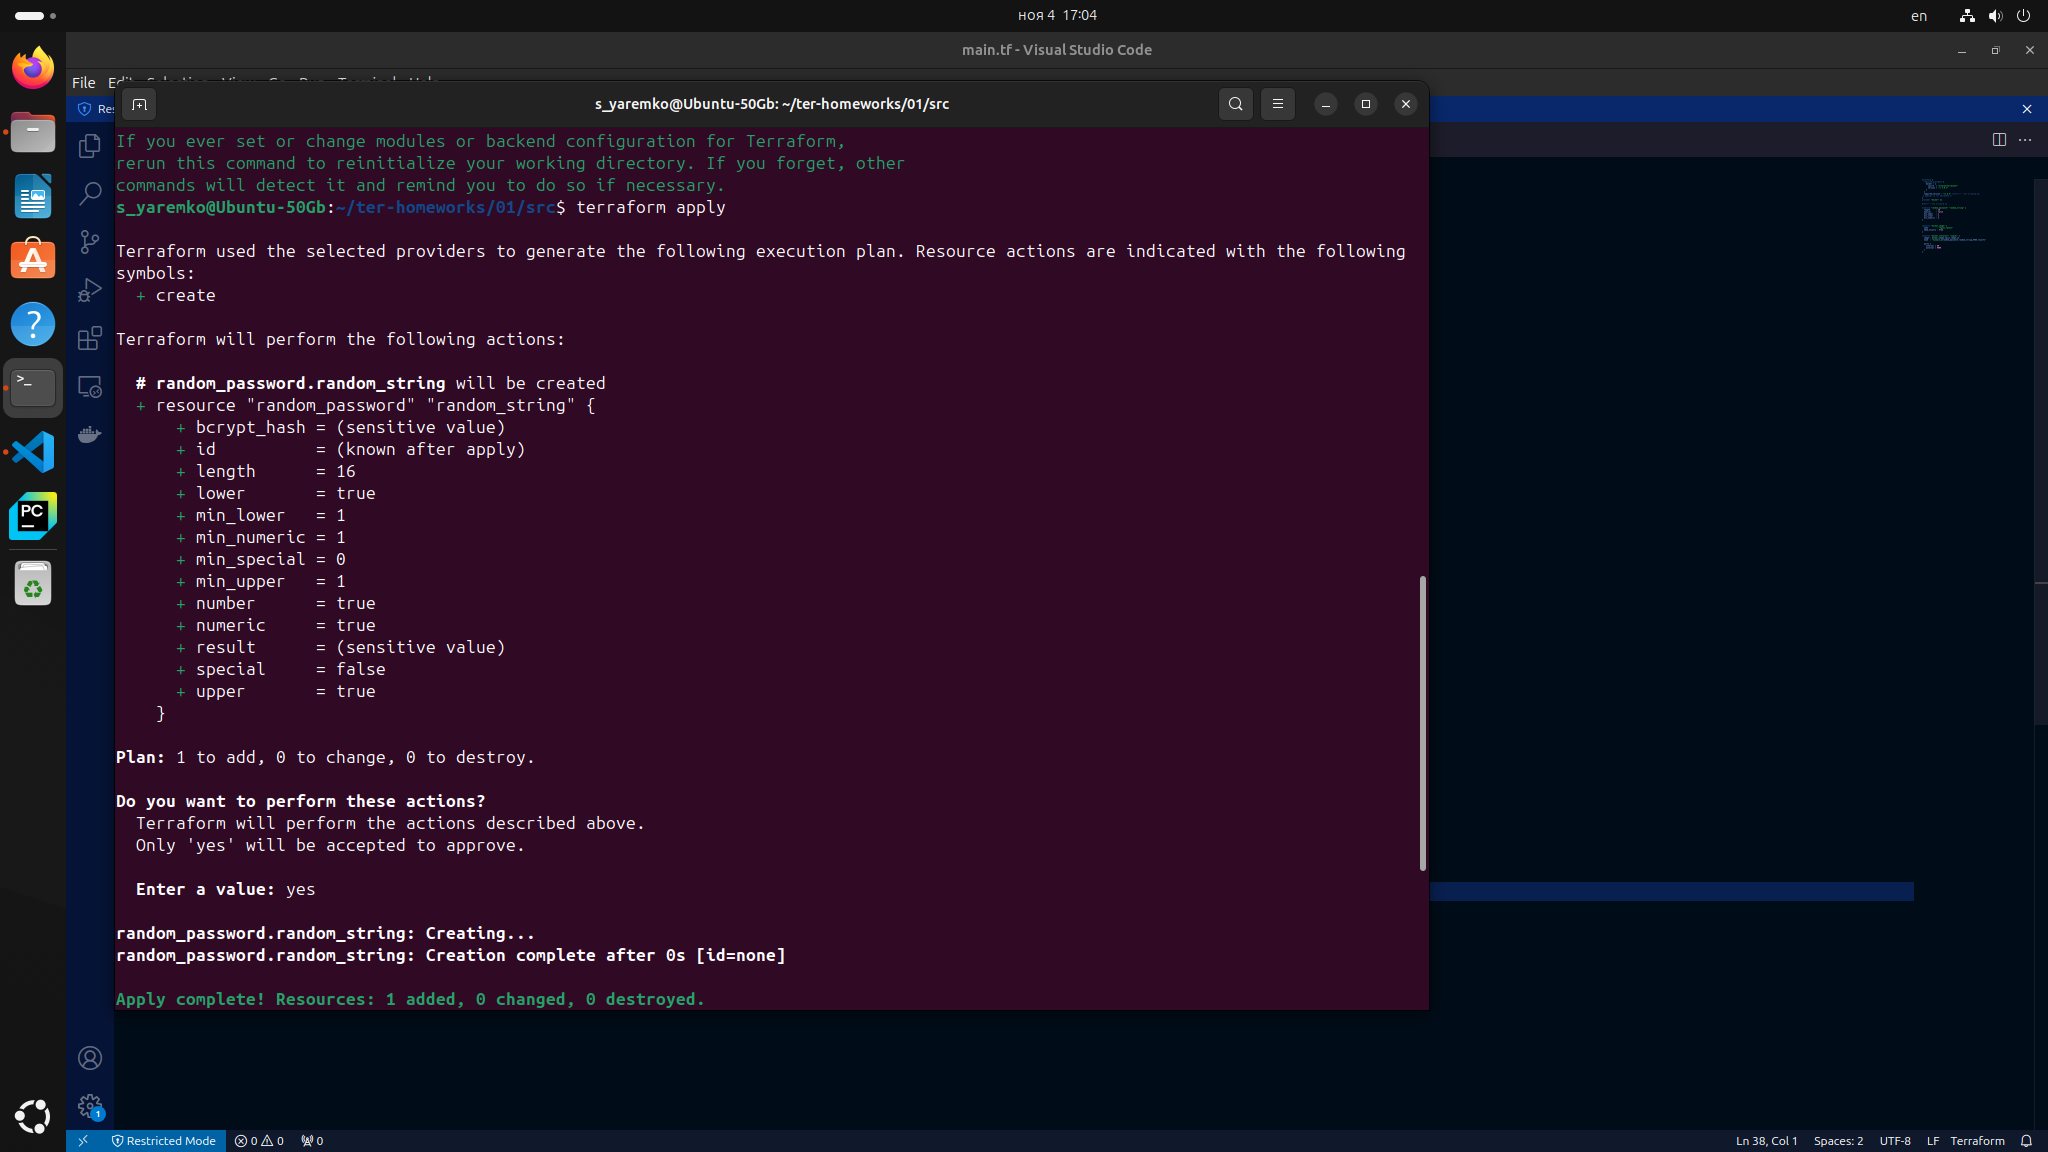 ноя 4 17:04
en
main.tf - Visual Studio Code
File
Res
s_yaremko@Ubuntu-50Gb: ~/ter-homeworks/01/src
If you ever set or change modules or backend configuration for Terraform,
rerun this command to reinitialize your working directory. If you forget, other
commands will detect it and remind you to do so if necessary.
s_yaremko@Ubuntu-50Gb:~/ter-homeworks/01/src$ terraform apply
Terraform used the selected providers to generate the following execution plan. Resource actions are indicated with the following
symbols:
+ create
Terraform will perform the following actions:
# random_password.random_string will be created
+ resource "random_password" "random_string" {
+ bcrypt_hash = (sensitive value)
+ id = (known after apply)
+ length = 16
+ lower = true
+ min_lower = 1
+ min_numeric = 1
+ min_special = 0
+ min_upper = 1
+ number = true
+ numeric = true
+ result = (sensitive value)
+ special = false
+ upper = true
}
Plan: 1 to add, 0 to change, 0 to destroy.
Do you want to perform these actions?
Terraform will perform the actions described above.
Only 'yes' will be accepted to approve.
Enter a value: yes
random_password.random_string: Creating...
random_password.random_string: Creation complete after 0s [id=none]
Apply complete! Resources: 1 added, 0 changed, 0 destroyed.
PC
1
Restricted Mode 0 0 0
Ln 38, Col 1 Spaces: 2 UTF-8 LF Terraform